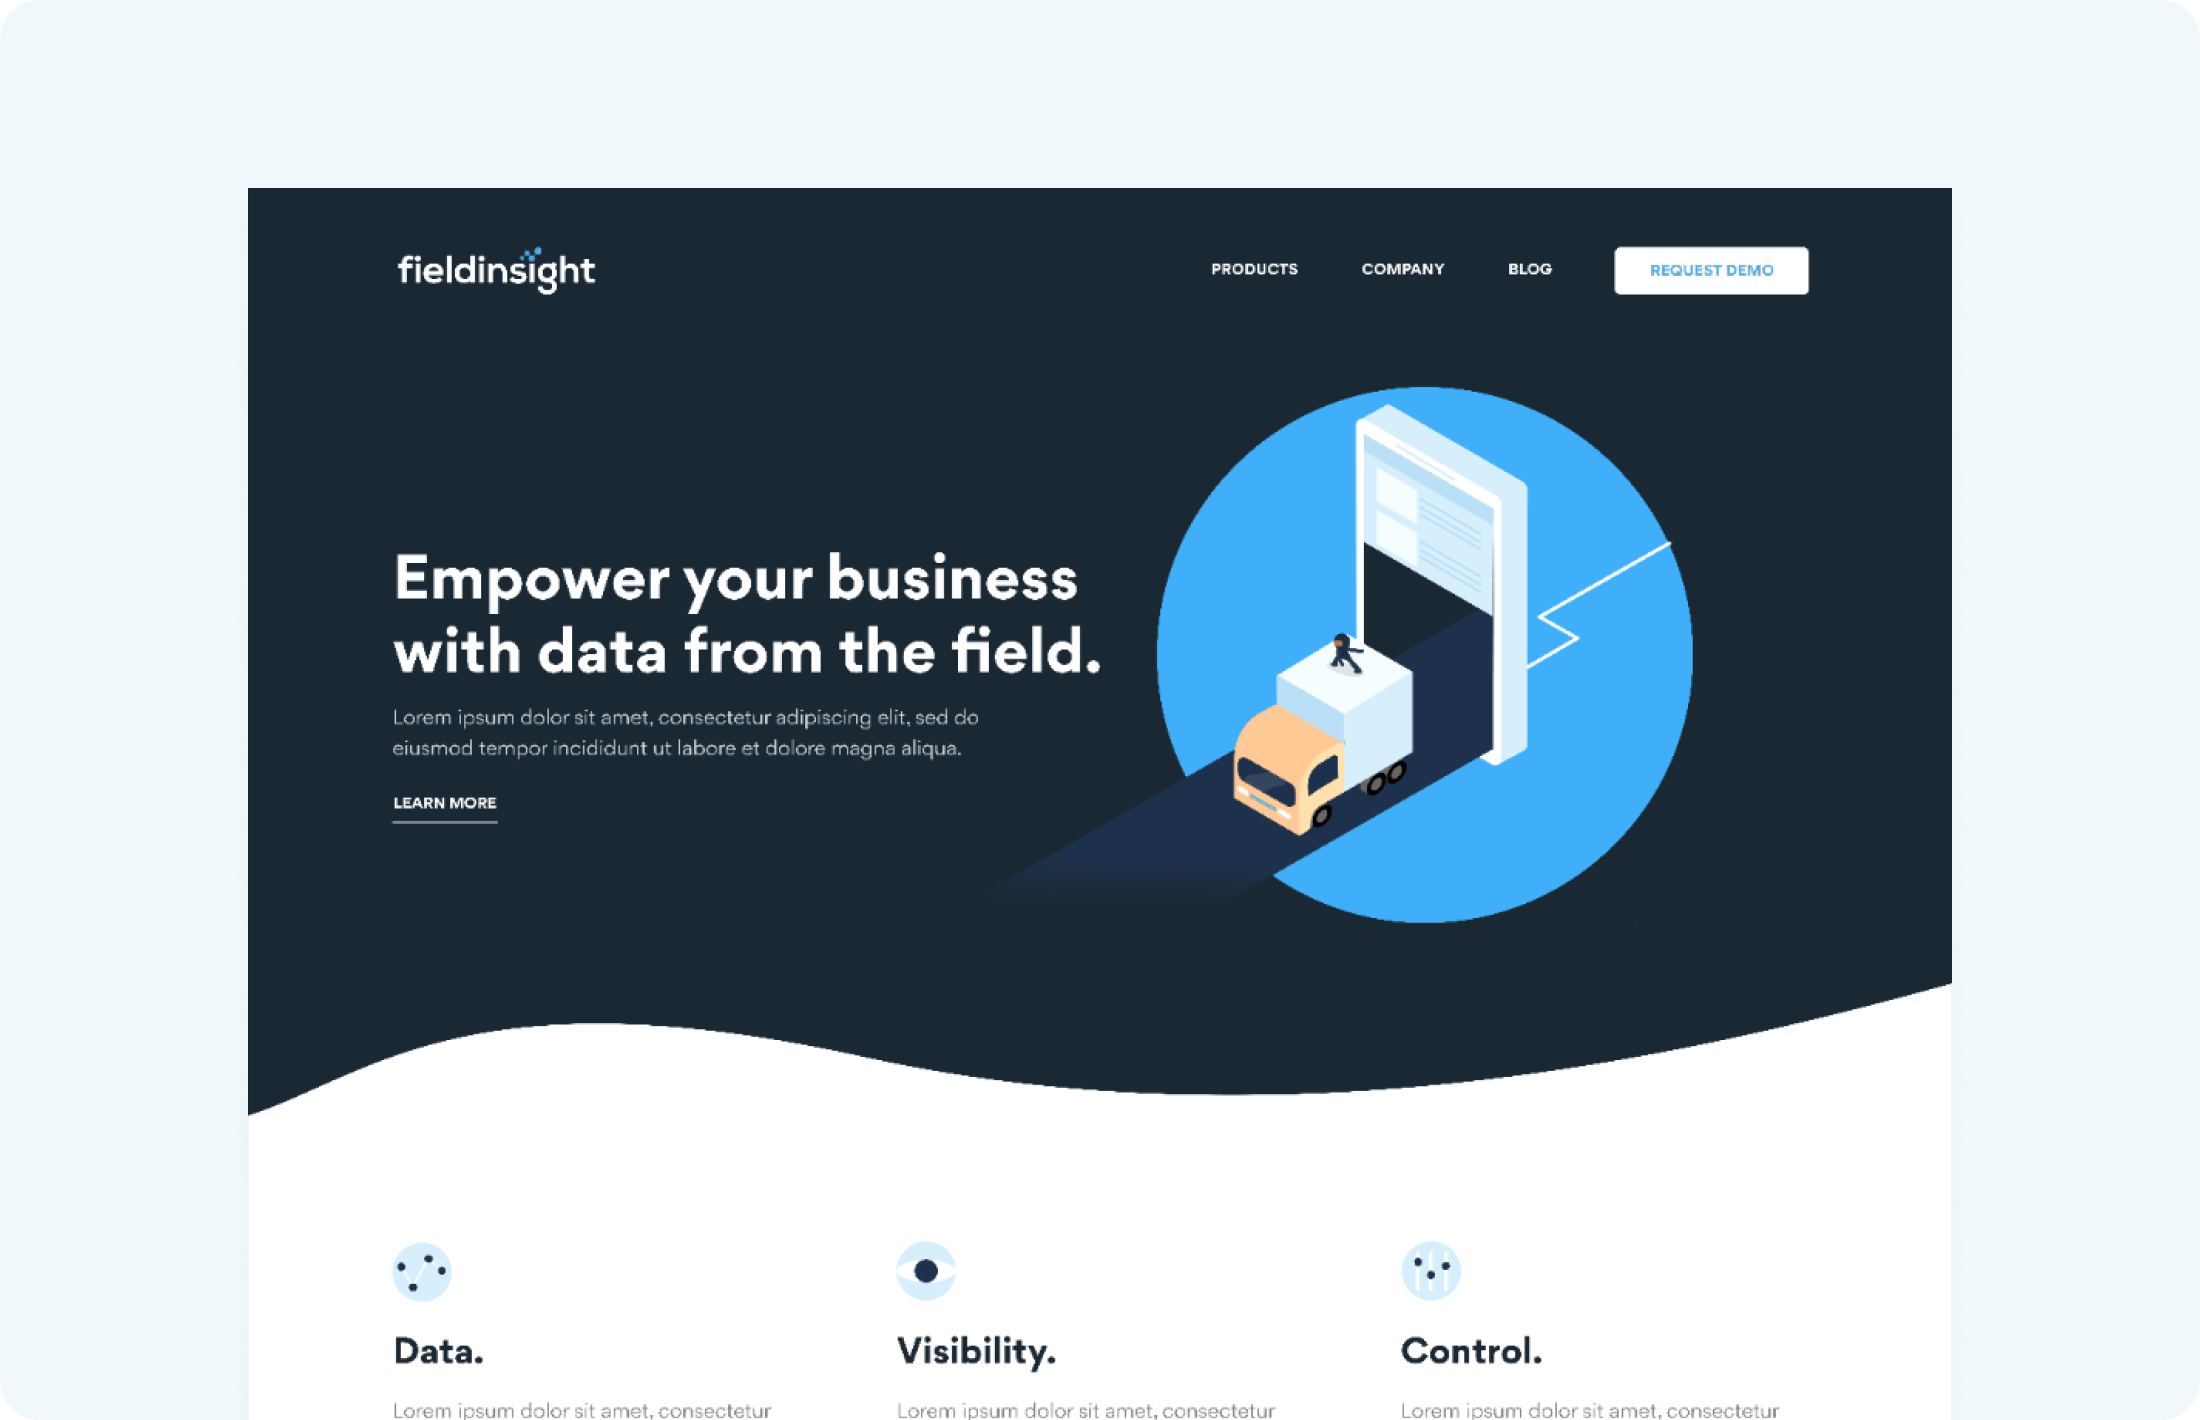 fieldinsight
PRODUCTS
COMPANY
BLOG
REQUEST DEMO
Empower your business
with data from the field.
Lorem ipsum dolor sit amet, consectetur adipiscing elit, sed do
eiusmod tempor incididunt ut labore et dolore magna aliqua.
LEARN MORE
Data.
Lorem ipsum dolor sit amet, consectetur
Visibility.
Lorem ipsum dolor sit amet, consectetur
Control.
Lorem ipsum dolor sit amet, consectetur